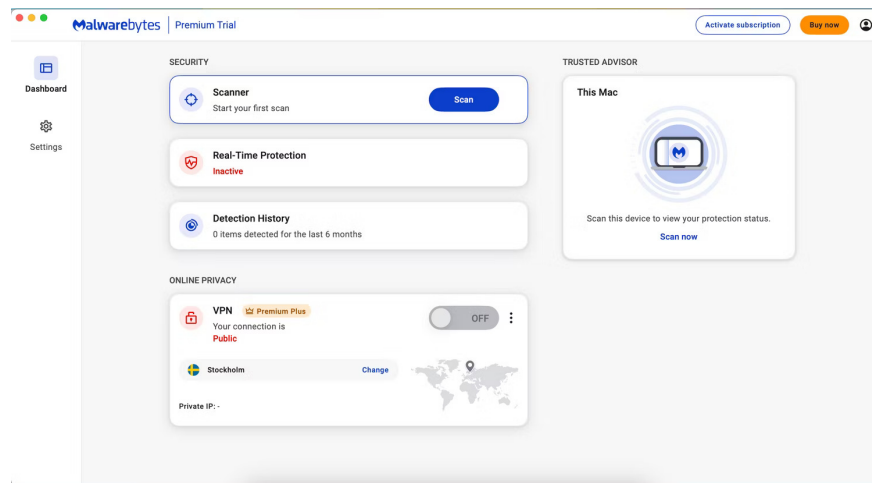 Malwarebytes | Premium Trial
Activate subscription
Buy now
Dashboard
Settings
SECURITY
Scanner
Start your first scan
Scan
Real-Time Protection
Inactive
Detection History
0 items detected for the last 6 months
ONLINE PRIVACY
VPN Premium Plus
Your connection is
Public
OFF
Stockholm
Change
Private IP: -
TRUSTED ADVISOR
This Mac
Scan this device to view your protection status.
Scan now